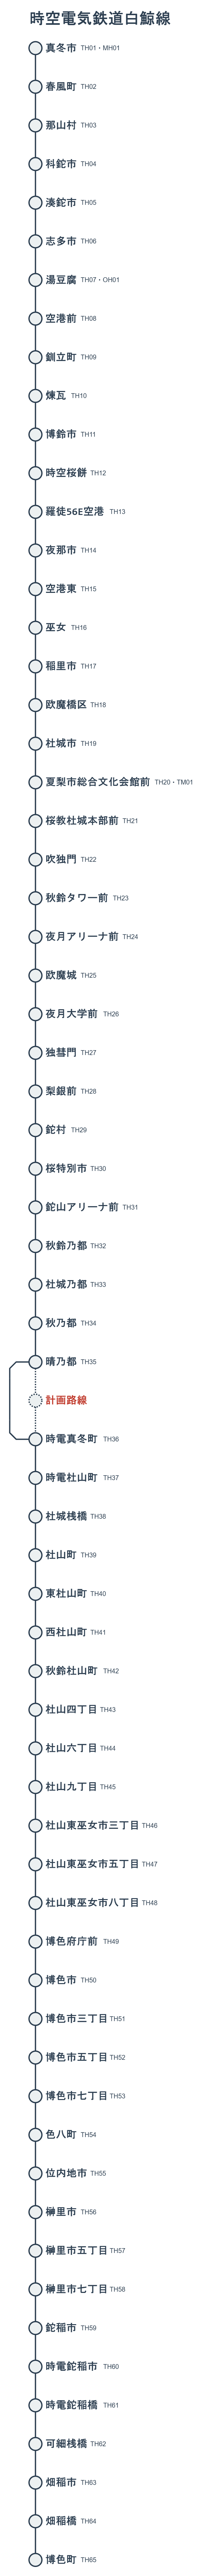 時空電気鉄道白鯨線
真冬市 TH01・MH01
春風町 TH02
那山村 TH03
科鉈市 TH04
湊鉈市 TH05
志多市 TH06
湯豆腐 TH07・OH01
空港前 TH08
釧立町 TH09
煉瓦 TH10
博鈴市 TH11
時空桜餅 TH12
羅徒56E空港 TH13
夜那市 TH14
空港東 TH15
巫女 TH16
稲里市 TH17
欧魔橋区 TH18
杜城市 TH19
夏梨市総合文化会館前 TH20・TM01
桜教杜城本部前 TH21
吹独門 TH22
秋鈴タワー前 TH23
夜月アリーナ前 TH24
欧魔城 TH25
夜月大学前 TH26
独彗門 TH27
梨銀前 TH28
鉈村 TH29
桜特別市 TH30
鉈山アリーナ前 TH31
秋鈴乃都 TH32
杜城乃都 TH33
秋乃都 TH34
晴乃都 TH35
計画路線
時電真冬町 TH36
時電杜山町 TH37
杜城桟橋 TH38
杜山町 TH39
東杜山町 TH40
西杜山町 TH41
秋鈴杜山町 TH42
杜山四丁目 TH43
杜山六丁目 TH44
杜山九丁目 TH45
杜山東巫女市三丁目 TH46
杜山東巫女市五丁目 TH47
杜山東巫女市八丁目 TH48
博色府庁前 TH49
博色市 TH50
博色市三丁目 TH51
博色市五丁目 TH52
博色市七丁目 TH53
色八町 TH54
位内地市 TH55
榊里市 TH56
榊里市五丁目 TH57
榊里市七丁目 TH58
鉈稲市 TH59
時電鉈稲市 TH60
時電鉈稲橋 TH61
可細桟橋 TH62
畑稲市 TH63
畑稲橋 TH64
博色町 TH65